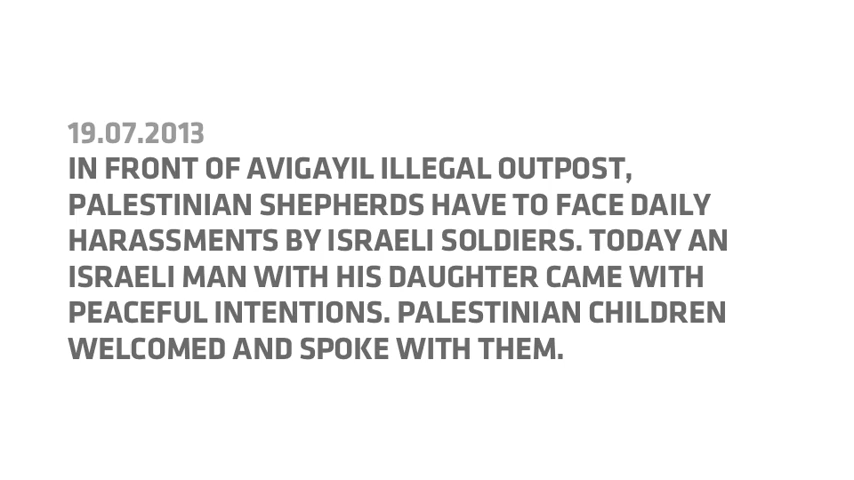 19.07.2013
IN FRONT OF AVIGAYIL ILLEGAL OUTPOST,
PALESTINIAN SHEPHERDS HAVE TO FACE DAILY
HARASSMENTS BY ISRAELI SOLDIERS. TODAY AN
ISRAELI MAN WITH HIS DAUGHTER CAME WITH
PEACEFUL INTENTIONS. PALESTINIAN CHILDREN
WELCOMED AND SPOKE WITH THEM.